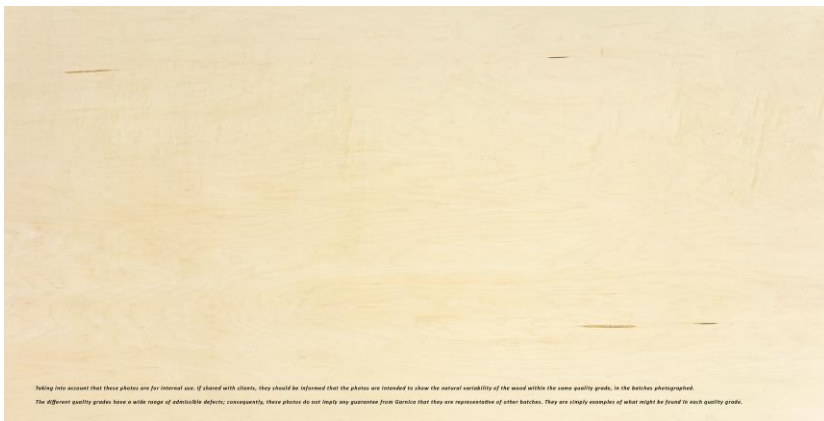 Taking into account that these photos are for internal use. If shared with clients, they should be informed that the photos are intended to show the natural variability of the wood within the same quality grade, in the batches photographed.
The different quality grades have a wide range of admissible defects; consequently, these photos do not imply any guarantee from Garnica that they are representative of other batches. They are simply examples of what might be found in each quality grade.